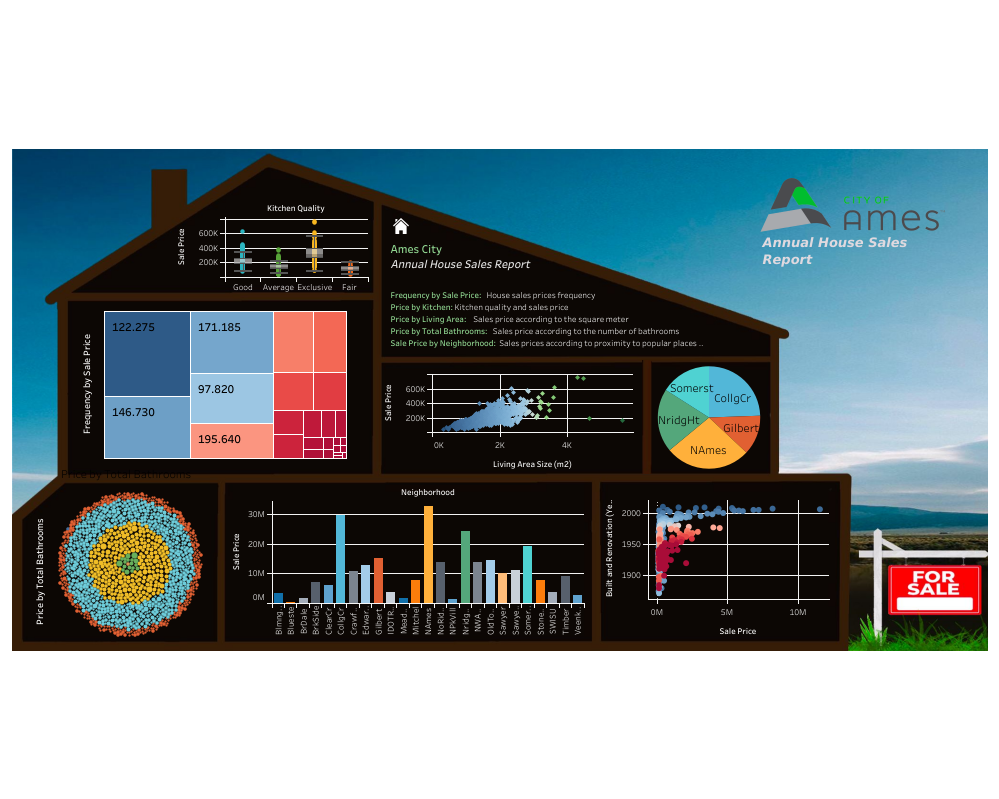 CITY OF
Ames
Annual House Sales
Report
Kitchen Quality
Sale Price
600K
400K
200K
Good Average Exclusive Fair
Ames City
Annual House Sales Report
Frequency by Sale Price: House sales prices frequency
Price by Kitchen: Kitchen quality and sale price
Price by Living Area: Sales price according to the square meter
Price by Total Bathrooms: Sales price according to the number of bathrooms
Sale Price by Neighborhood: Sales prices according to proximity to popular places ..
Frequency by Sale Price
122.275
171.185
97.820
146.730
195.640
Sale Price
600K
400K
200K
0K 2K 4K
Living Area Size (m2)
Somerst
CollgCr
NridgHt
Gilbert
NAmes
Price by Total Bathrooms
Price by Total Bathrooms
Neighborhood
Sale Price
30M
20M
10M
0M
Blmng.
Blueste
BrDale
BrkSide
ClearCr
CollgCr
Crawf.
Edwar.
Gilbert
IDOTR
Mead.
Mitchel
NAmes
NoRid.
NPkVill
Nridg.
NWA..
OldTo..
Sawyer
Sawye..
Somer.
Stone.
SWISU
Timber
Veenk.
Built and Renovation (Ye..
2000
1950
1900
0M 5M 10M
Sale Price
FOR
SALE